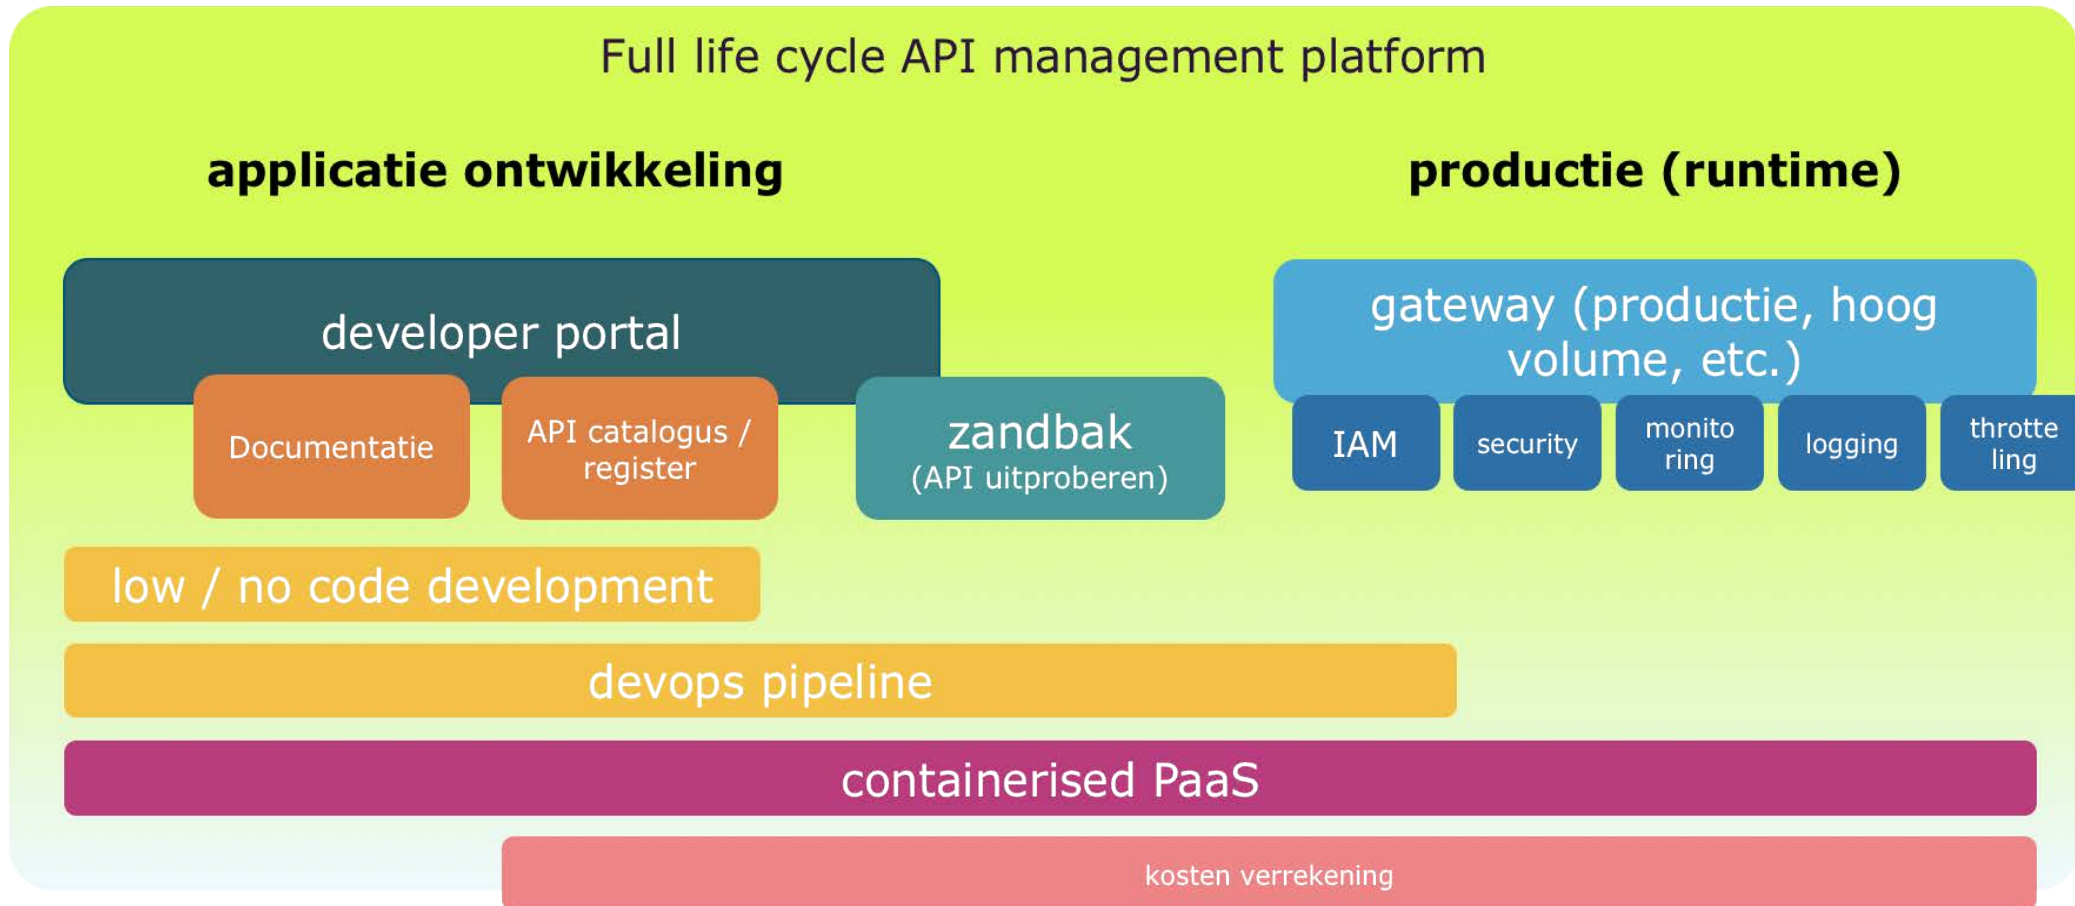 Full life cycle API management platform
applicatie ontwikkeling
productie (runtime)
developer portal
gateway (productie, hoog
volume, etc.)
Documentatie
API catalogus /
register
zandbak
(API uitproberen)
IAM
security
monito
ring
logging
throtte
ling
low / no code development
devops pipeline
containerised PaaS
kosten verrekening